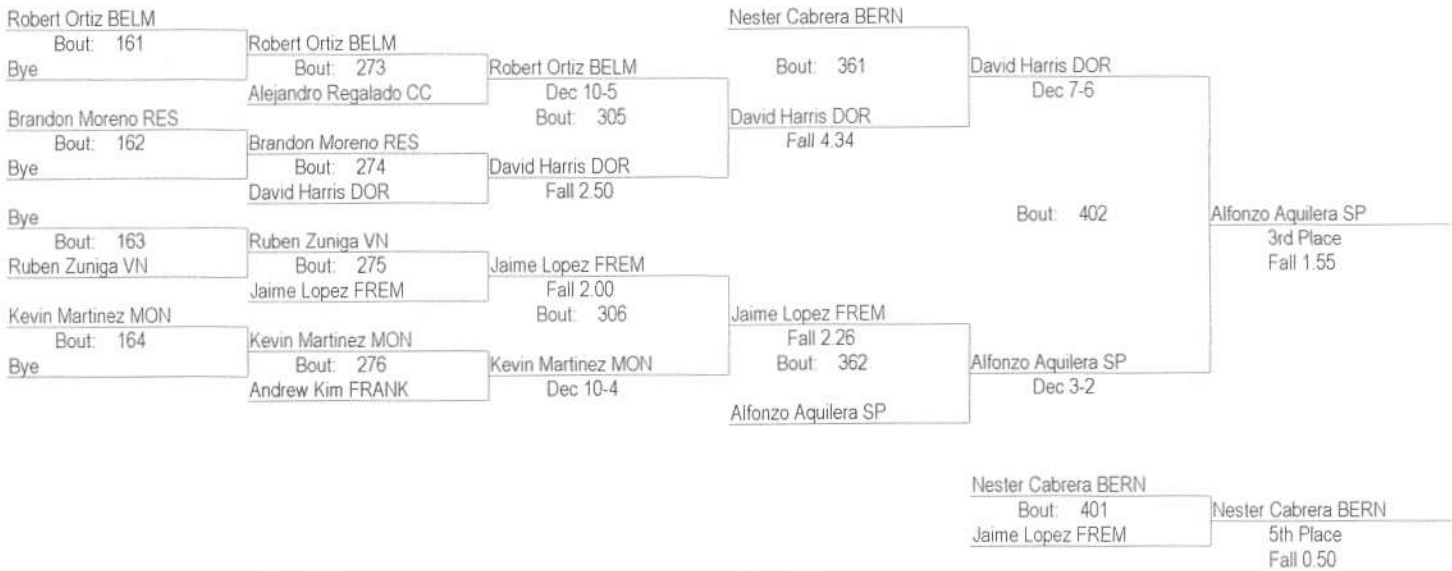 Robert Ortiz BELM
Bout: 161
Bye
Brandon Moreno RES
Bout: 162
Bye
Bye
Bout: 163
Ruben Zuniga VN
Kevin Martinez MON
Bout: 164
Bye
Robert Ortiz BELM
Bout: 273
Alejandro Regalado CC
Brandon Moreno RES
Bout: 274
David Harris DOR
Ruben Zuniga VN
Bout: 275
Jaime Lopez FREM
Kevin Martinez MON
Bout: 276
Andrew Kim FRANK
Robert Ortiz BELM
Dec 10-5
Bout: 305
David Harris DOR
Fall 2.50
Jaime Lopez FREM
Fall 2.00
Bout: 306
Kevin Martinez MON
Dec 10-4
Nester Cabrera BERN
Bout: 361
David Harris DOR
Fall 4.34
Jaime Lopez FREM
Fall 2.26
Bout: 362
Alfonzo Aquilera SP
David Harris DOR
Dec 7-6
Bout: 402
Alfonzo Aquilera SP
Dec 3-2
Alfonzo Aquilera SP
3rd Place
Fall 1.55
Nester Cabrera BERN
Bout: 401
Jaime Lopez FREM
Nester Cabrera BERN
5th Place
Fall 0.50